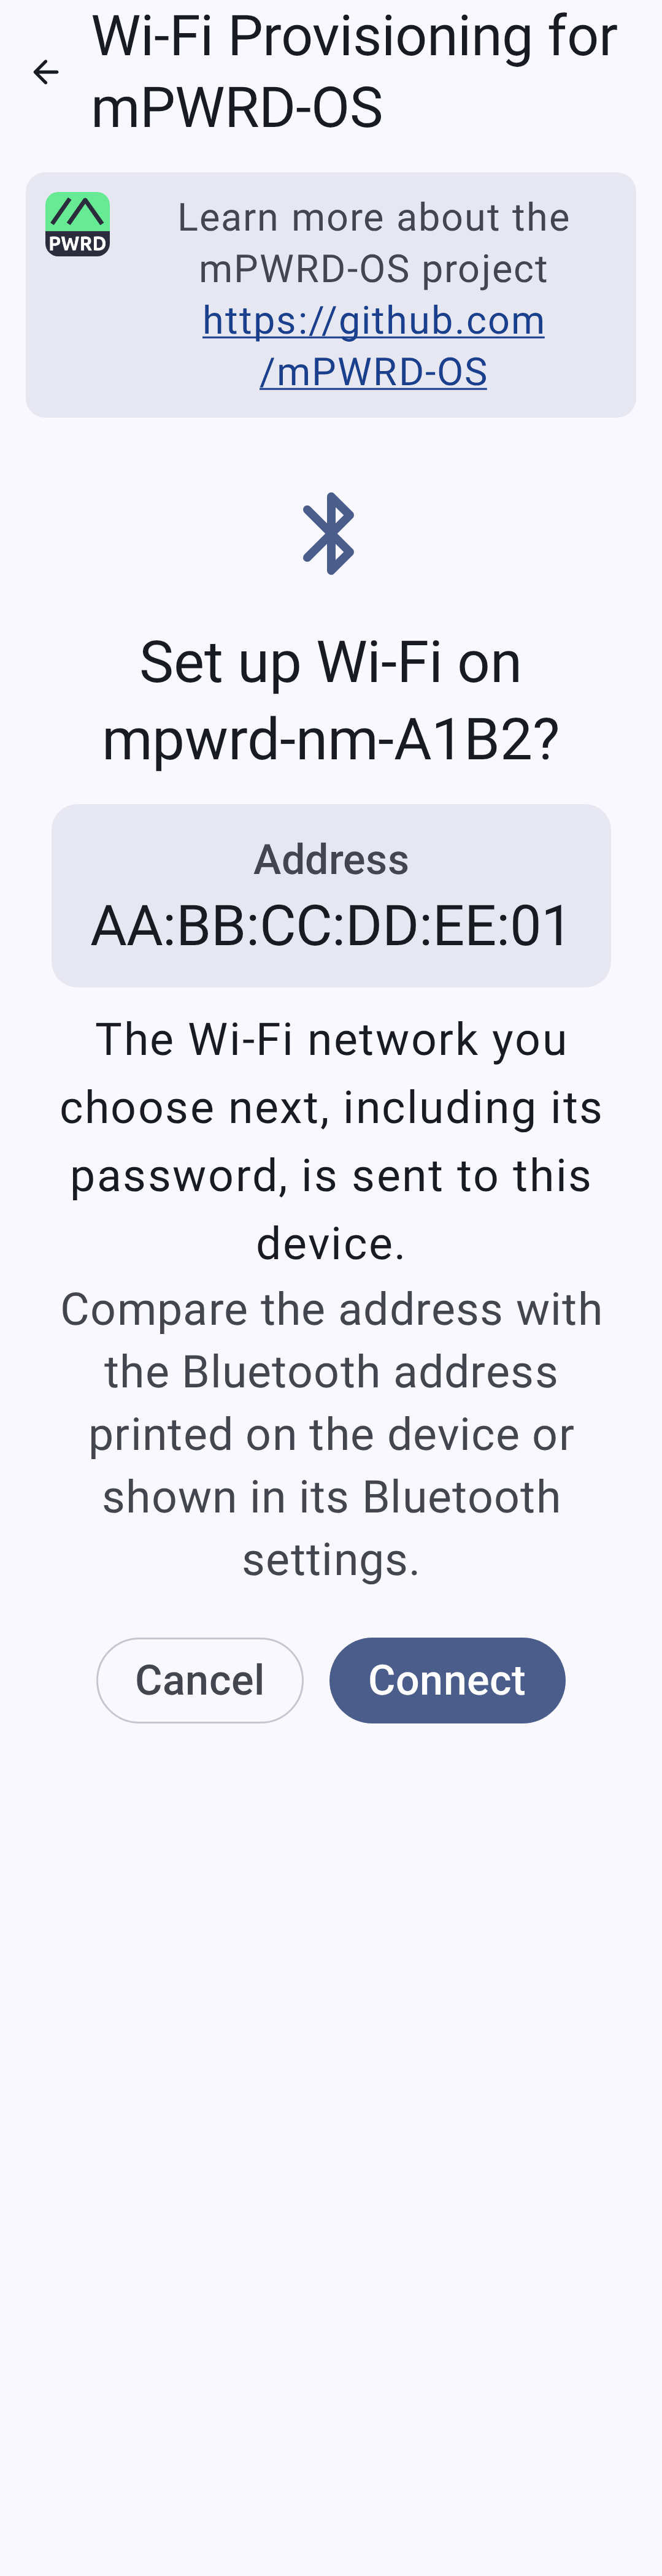 Wi-Fi Provisioning for
mPWRD-OS
PWRD
Learn more about the
mPWRD-OS project
https://github.com
/mPWRD-OS
Set up Wi-Fi on
mpwrd-nm-A1B2?
Address
AA:BB:CC:DD:EE:01
The Wi-Fi network you
choose next, including its
password, is sent to this
device.
Compare the address with
the Bluetooth address
printed on the device or
shown in its Bluetooth
settings.
Cancel
Connect